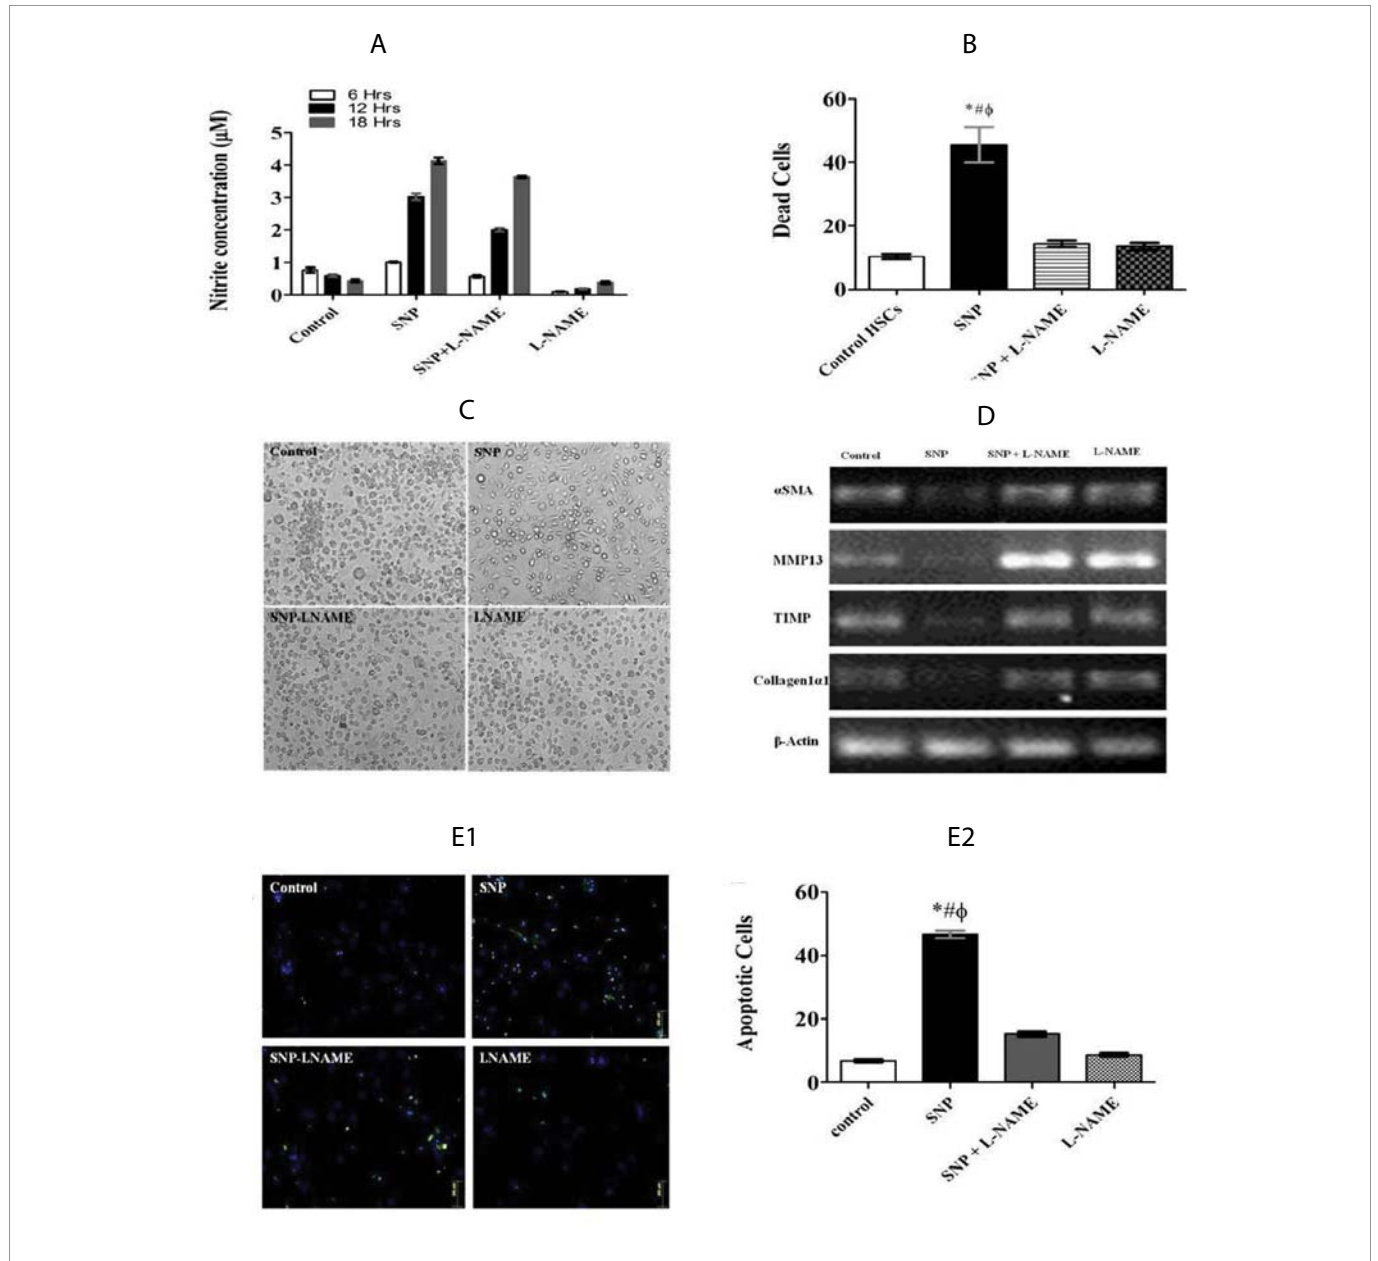 A
6 Hrs
12 Hrs
18 Hrs
Nitrite concentration (µM)
5
4
3
2
1
0
Control
SNP
SNP+L-NAME
L-NAME
B
*#ϕ
Dead Cells
60
40
20
0
Control HSCs
SNP
SNP + L-NAME
L-NAME
C
Control
SNP
SNP-LNAME
LNAME
D
Control SNP SNP + L-NAME L-NAME
αSMA
MMP13
TIMP
Collagen1α1
β-Actin
E1
Control
SNP
SNP-LNAME
LNAME
E2
*#ϕ
Apoptotic Cells
60
40
20
0
control
SNP
SNP + L-NAME
L-NAME